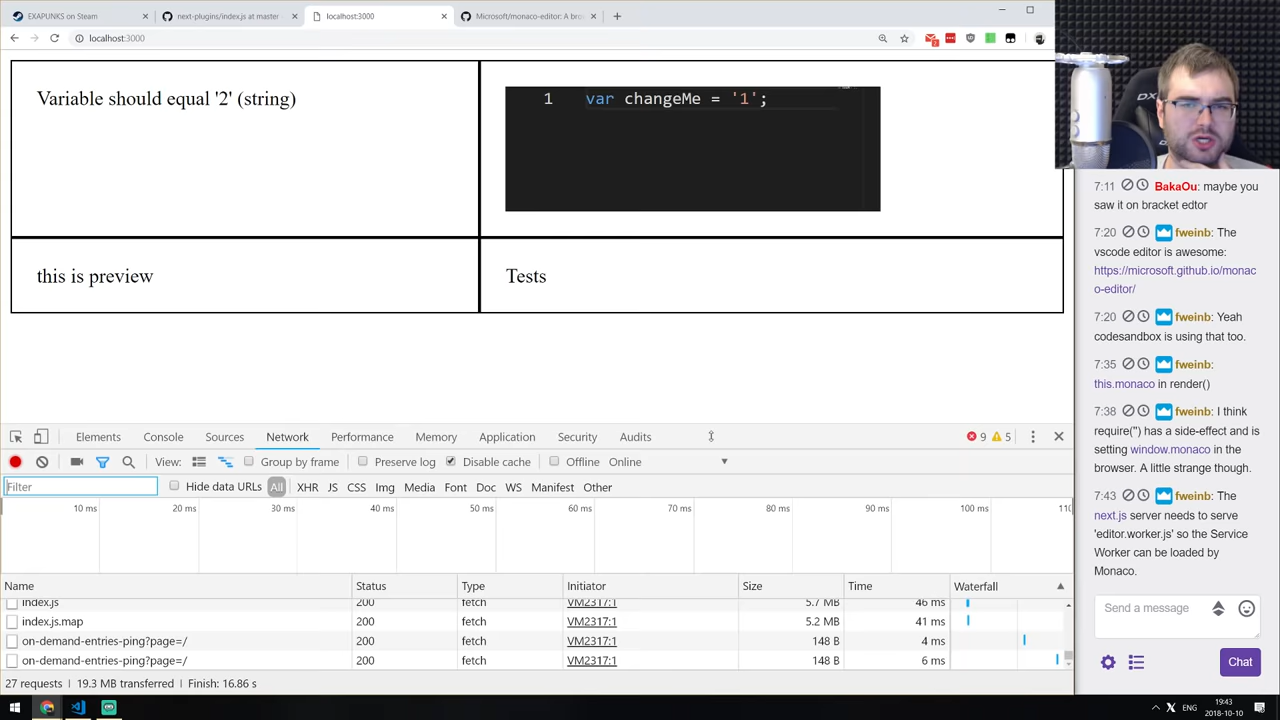 EXAPUNKS on Steam
next-plugins/index.js at master
localhost:3000
Microsoft/monaco-editor: A bro
localhost:3000
Variable should equal '2' (string)
1 var changeMe = '1';
this is preview
Tests
Elements Console Sources Network Performance Memory Application Security Audits 9 5
View: Group by frame Preserve log Disable cache Offline Online
Filter Hide data URLs All XHR JS CSS Img Media Font Doc WS Manifest Other
10 ms 20 ms 30 ms 40 ms 50 ms 60 ms 70 ms 80 ms 90 ms 100 ms 110
Name Status Type Initiator Size Time Waterfall
index.js 200 fetch VM2317:1 5.7 MB 46 ms
index.js.map 200 fetch VM2317:1 5.2 MB 41 ms
on-demand-entries-ping?page=/ 200 fetch VM2317:1 148 B 4 ms
on-demand-entries-ping?page=/ 200 fetch VM2317:1 148 B 6 ms
27 requests | 19.3 MB transferred | Finish: 16.86 s
7:11 BakaOu: maybe you
saw it on bracket edtor
7:20 fweinb: The
vscode editor is awesome:
https://microsoft.github.io/monac
o-editor/
7:20 fweinb: Yeah
codesandbox is using that too.
7:35 fweinb:
this.monaco in render()
7:38 fweinb: I think
require('') has a side-effect and is
setting window.monaco in the
browser. A little strange though.
7:43 fweinb: The
next.js server needs to serve
'editor.worker.js' so the Service
Worker can be loaded by
Monaco.
Send a message
Chat
ENG
19:43
2018-10-10